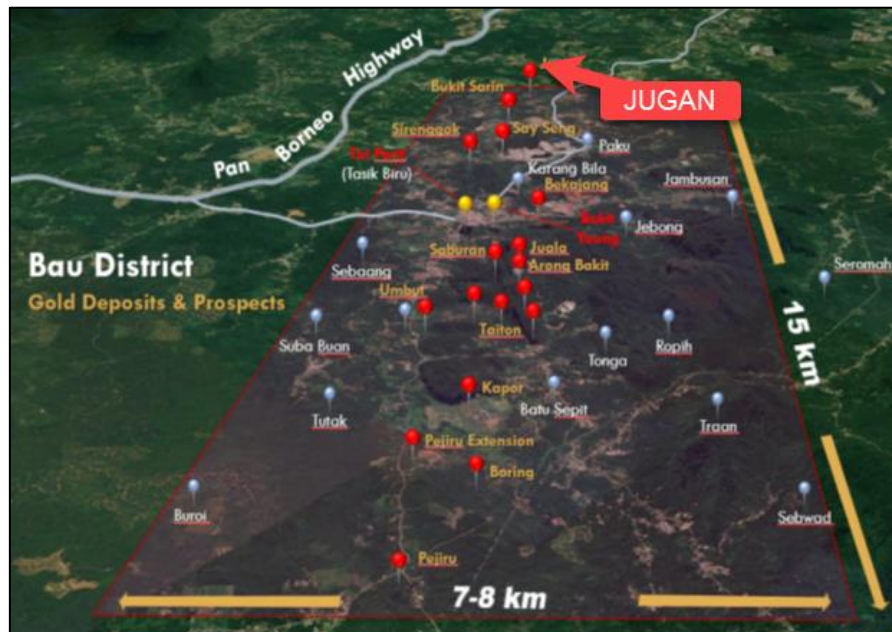 JUGAN
Pan Borneo Highway
Bukit Sarin
Say Seng
Sirenggok
Paku
Tai Parit
(Tasik Biru)
Karang Bila
Bekajang
Jambusan
Bukit
Young
Jebong
Bau District
Gold Deposits & Prospects
Sebaang
Saburan
Juala
Arong Bakit
Seromah
Umbut
Suba Buan
Taiton
Tonga
Ropih
15 km
Kapor
Batu Sepit
Tutak
Traan
Pejiru Extension
Boring
Buroi
Sebwad
Pejiru
7-8 km